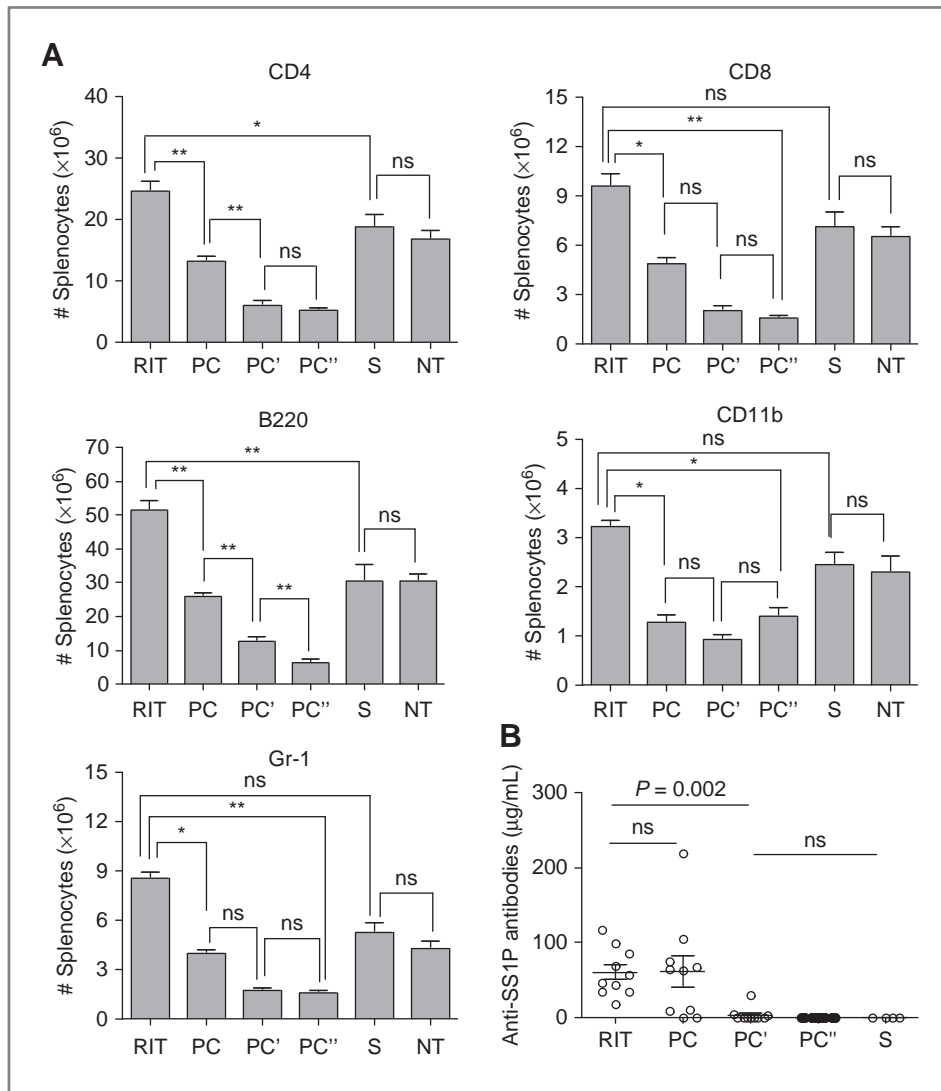 A
CD4
# Splenocytes (×10⁶)
40
30
20
10
0
*
**
**
ns
ns
RIT PC PC' PC'' S NT
CD8
# Splenocytes (×10⁶)
15
12
9
6
3
0
ns
**
*
ns
ns
ns
RIT PC PC' PC'' S NT
B220
# Splenocytes (×10⁶)
70
60
50
40
30
20
10
0
**
**
**
**
ns
RIT PC PC' PC'' S NT
CD11b
# Splenocytes (×10⁶)
5
4
3
2
1
0
ns
*
*
ns
ns
ns
RIT PC PC' PC'' S NT
Gr-1
# Splenocytes (×10⁶)
15
12
9
6
3
0
ns
**
*
ns
ns
ns
RIT PC PC' PC'' S NT
B
Anti-SS1P antibodies (µg/mL)
300
200
100
0
P = 0.002
ns
ns
RIT PC PC' PC'' S